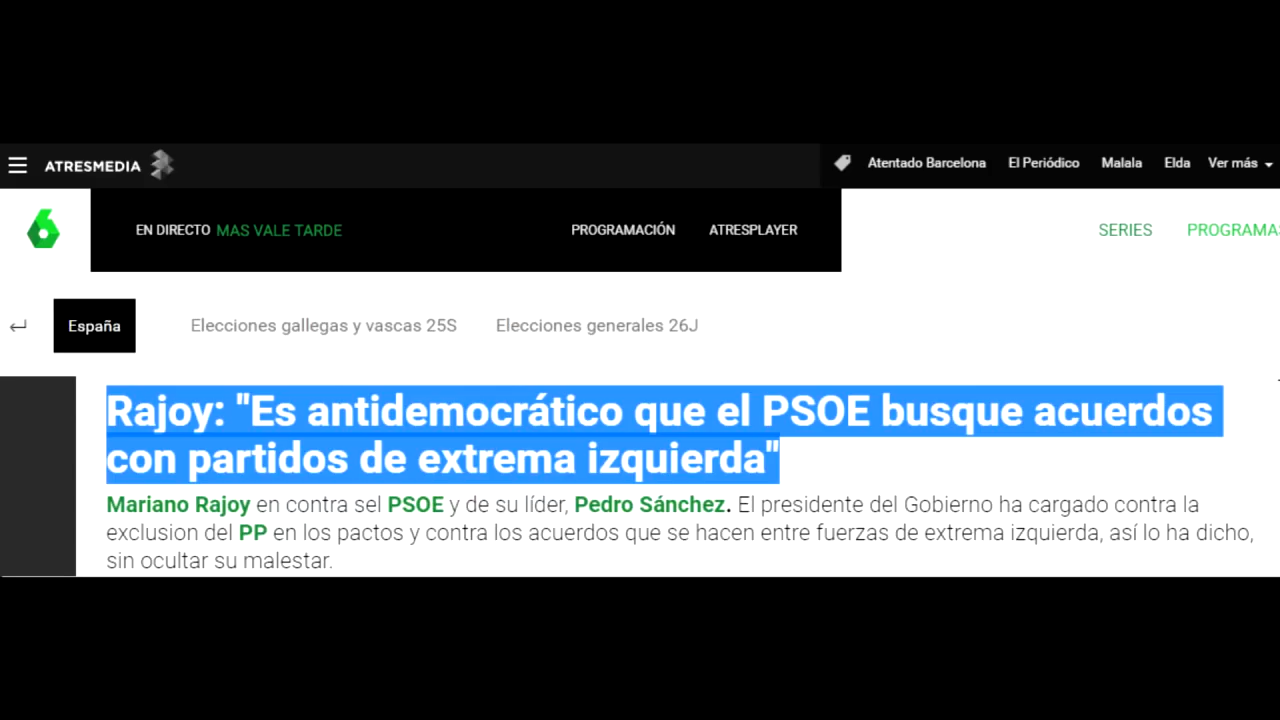 ATRESMEDIA
Atentado Barcelona El Periódico Malala Elda Ver más
EN DIRECTO MAS VALE TARDE PROGRAMACIÓN ATRESPLAYER SERIES PROGRAMAS
España Elecciones gallegas y vascas 25S Elecciones generales 26J
Rajoy: "Es antidemocrático que el PSOE busque acuerdos
con partidos de extrema izquierda"
Mariano Rajoy en contra sel PSOE y de su líder, Pedro Sánchez. El presidente del Gobierno ha cargado contra la
exclusion del PP en los pactos y contra los acuerdos que se hacen entre fuerzas de extrema izquierda, así lo ha dicho,
sin ocultar su malestar.